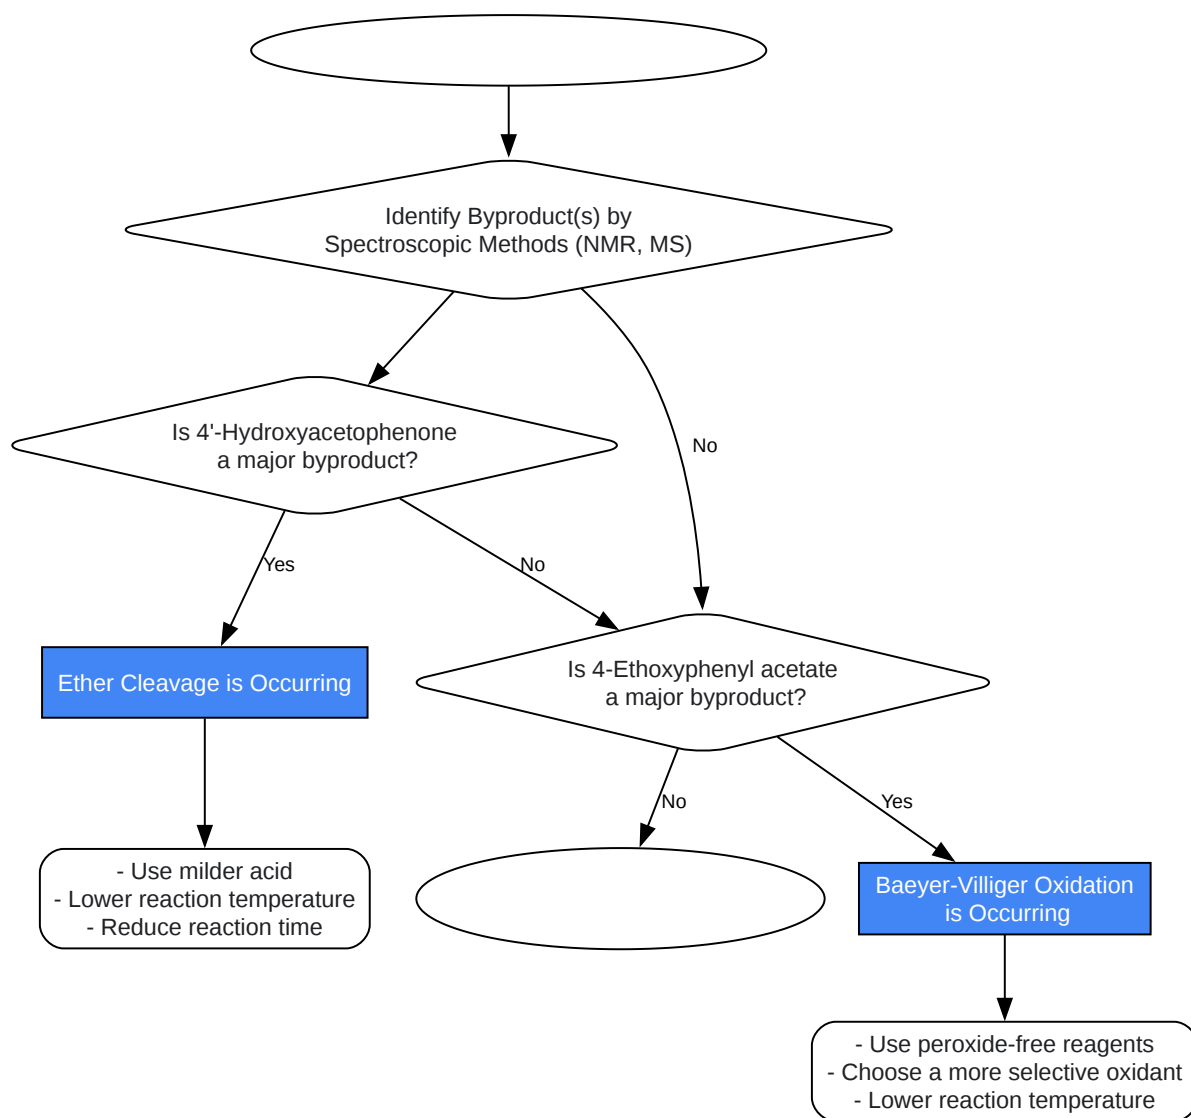 Identify Byproduct(s) by
Spectroscopic Methods (NMR, MS)
Is 4'-Hydroxyacetophenone
a major byproduct?
No
Yes
No
Ether Cleavage is Occurring
Is 4-Ethoxyphenyl acetate
a major byproduct?
No
Yes
- Use milder acid
- Lower reaction temperature
- Reduce reaction time
Baeyer-Villiger Oxidation
is Occurring
- Use peroxide-free reagents
- Choose a more selective oxidant
- Lower reaction temperature